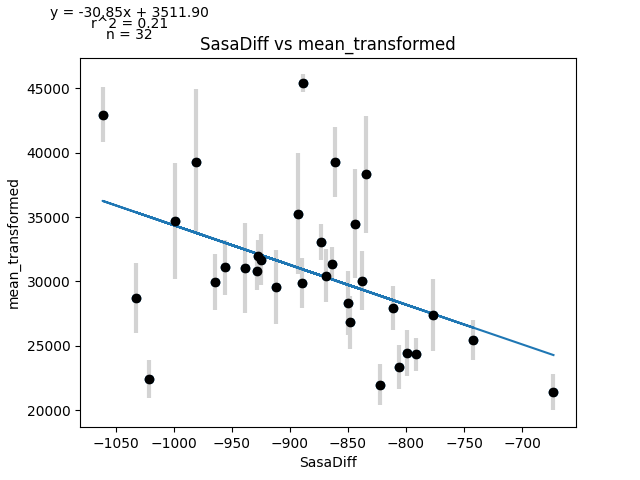 y = -30.85x + 3511.90
r^2 = 0.21
n = 32
SasaDiff vs mean_transformed
45000
40000
35000
30000
25000
20000
mean_transformed
−1050 −1000 −950 −900 −850 −800 −750 −700
SasaDiff